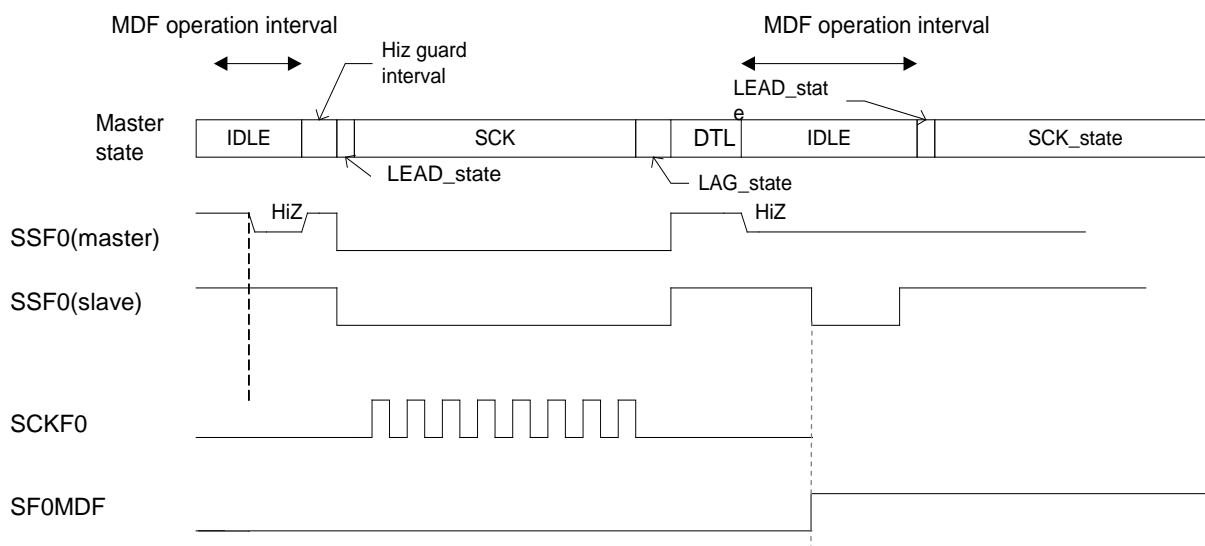 MDF operation interval
MDF operation interval
Hiz guard
interval
LEAD_stat
e
Master
state
IDLE
SCK
DTL
IDLE
SCK_state
LEAD_state
LAG_state
HiZ
HiZ
SSF0(master)
SSF0(slave)
SCKF0
SF0MDF